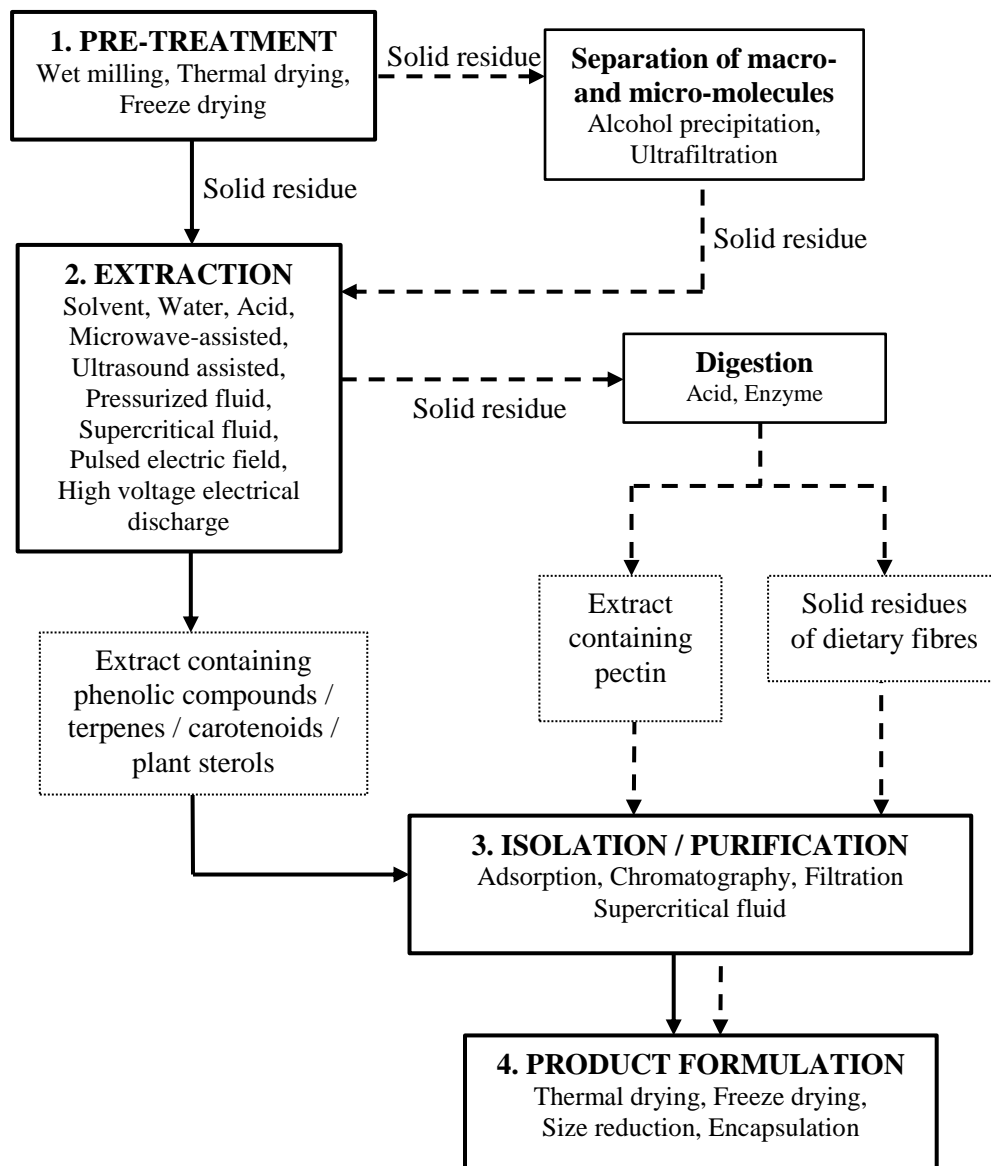 1. PRE-TREATMENT
Wet milling, Thermal drying,
Freeze drying
Solid residue
Separation of macro-
and micro-molecules
Alcohol precipitation,
Ultrafiltration
Solid residue
Solid residue
2. EXTRACTION
Solvent, Water, Acid,
Microwave-assisted,
Ultrasound assisted,
Pressurized fluid,
Supercritical fluid,
Pulsed electric field,
High voltage electrical
discharge
Solid residue
Digestion
Acid, Enzyme
Extract
containing
pectin
Solid residues
of dietary fibres
Extract containing
phenolic compounds /
terpenes / carotenoids /
plant sterols
3. ISOLATION / PURIFICATION
Adsorption, Chromatography, Filtration
Supercritical fluid
4. PRODUCT FORMULATION
Thermal drying, Freeze drying,
Size reduction, Encapsulation